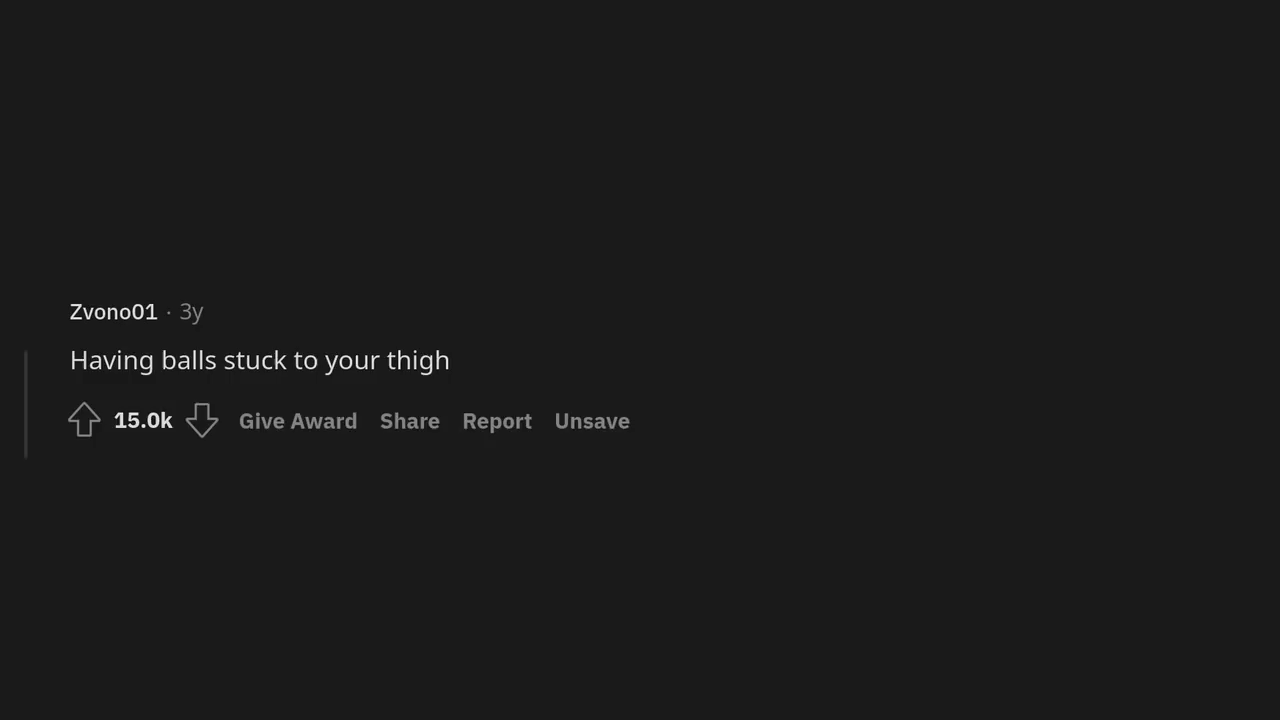 Zvono01 · 3y
Having balls stuck to your thigh
15.0k Give Award Share Report Unsave